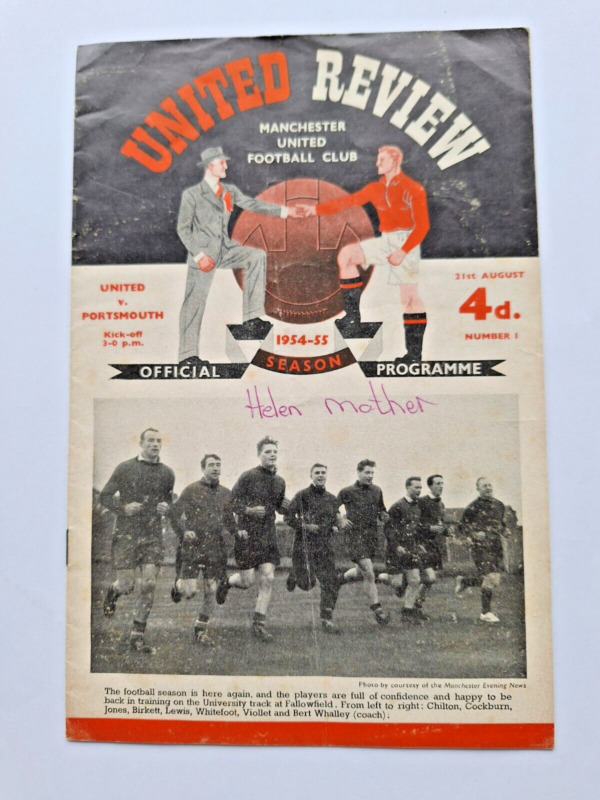 UNITED REVIEW
MANCHESTER
UNITED
FOOTBALL CLUB
UNITED
v.
PORTSMOUTH
Kick-off
3-0 p.m.
21st AUGUST
4d.
NUMBER 1
1954-55
SEASON
OFFICIAL PROGRAMME
Helen Mather
Photo by courtesy of the Manchester Evening News
The football season is here again, and the players are full of confidence and happy to be
back in training on the University track at Fallowfield. From left to right: Chilton, Cockburn,
Jones, Birkett, Lewis, Whitefoot, Viollet and Bert Whalley (coach).